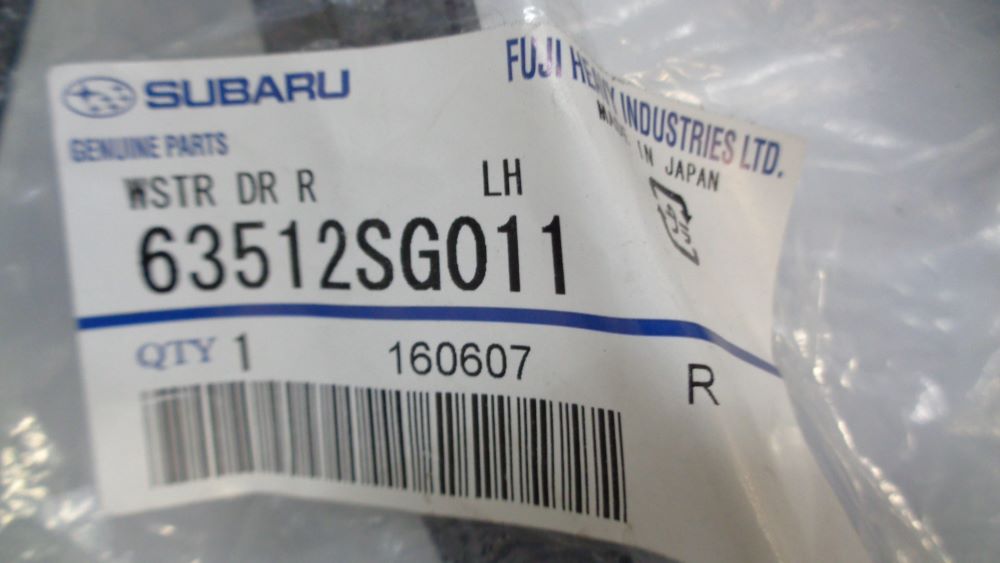 SUBARU
FUJI HEAVY INDUSTRIES LTD.
GENUINE PARTS
MADE IN JAPAN
WSTR DR R LH
63512SG011
QTY 1 160607 R